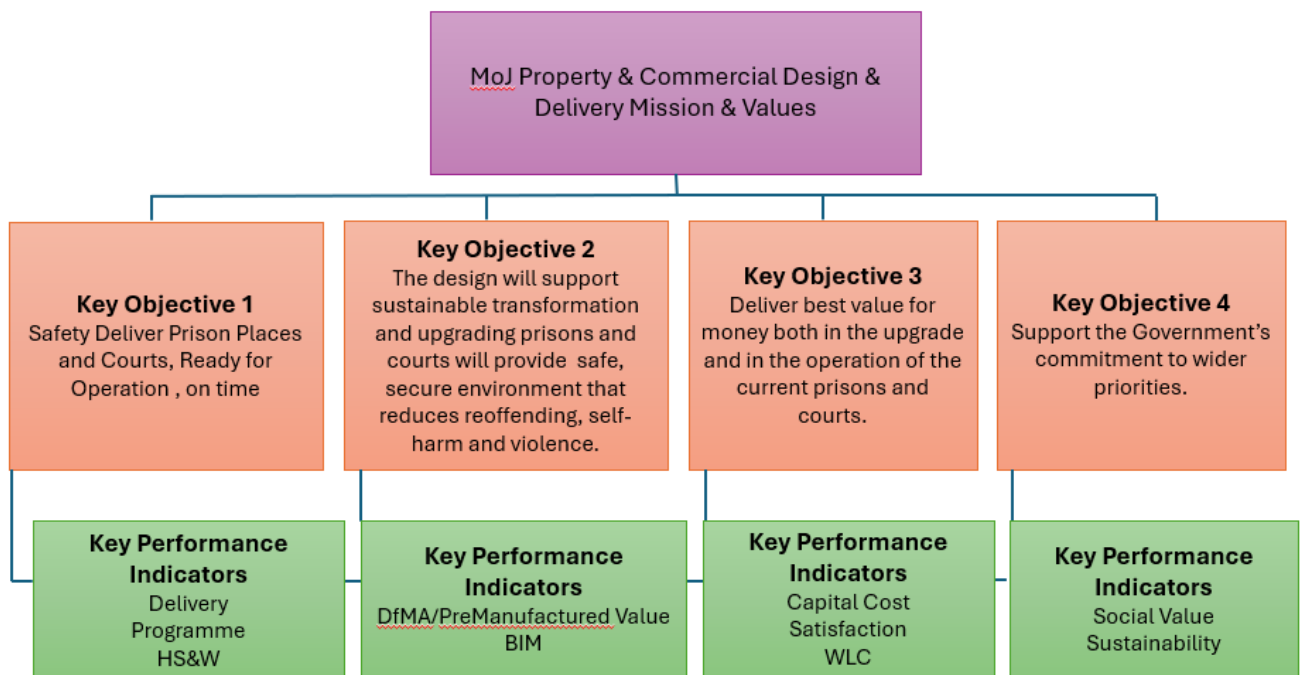 MoJ Property & Commercial Design &
Delivery Mission & Values
Key Objective 1
Safety Deliver Prison Places
and Courts, Ready for
Operation , on time
Key Objective 2
The design will support
sustainable transformation
and upgrading prisons and
courts will provide  safe,
secure environment that
reduces reoffending, self-
harm and violence.
Key Objective 3
Deliver best value for
money both in the upgrade
and in the operation of the
current prisons and
courts.
Key Objective 4
Support the Government’s
commitment to wider
priorities.
Key Performance
Indicators
Delivery
Programme
HS&W
Key Performance
Indicators
DfMA/PreManufactured Value
BIM
Key Performance
Indicators
Capital Cost
Satisfaction
WLC
Key Performance
Indicators
Social Value
Sustainability